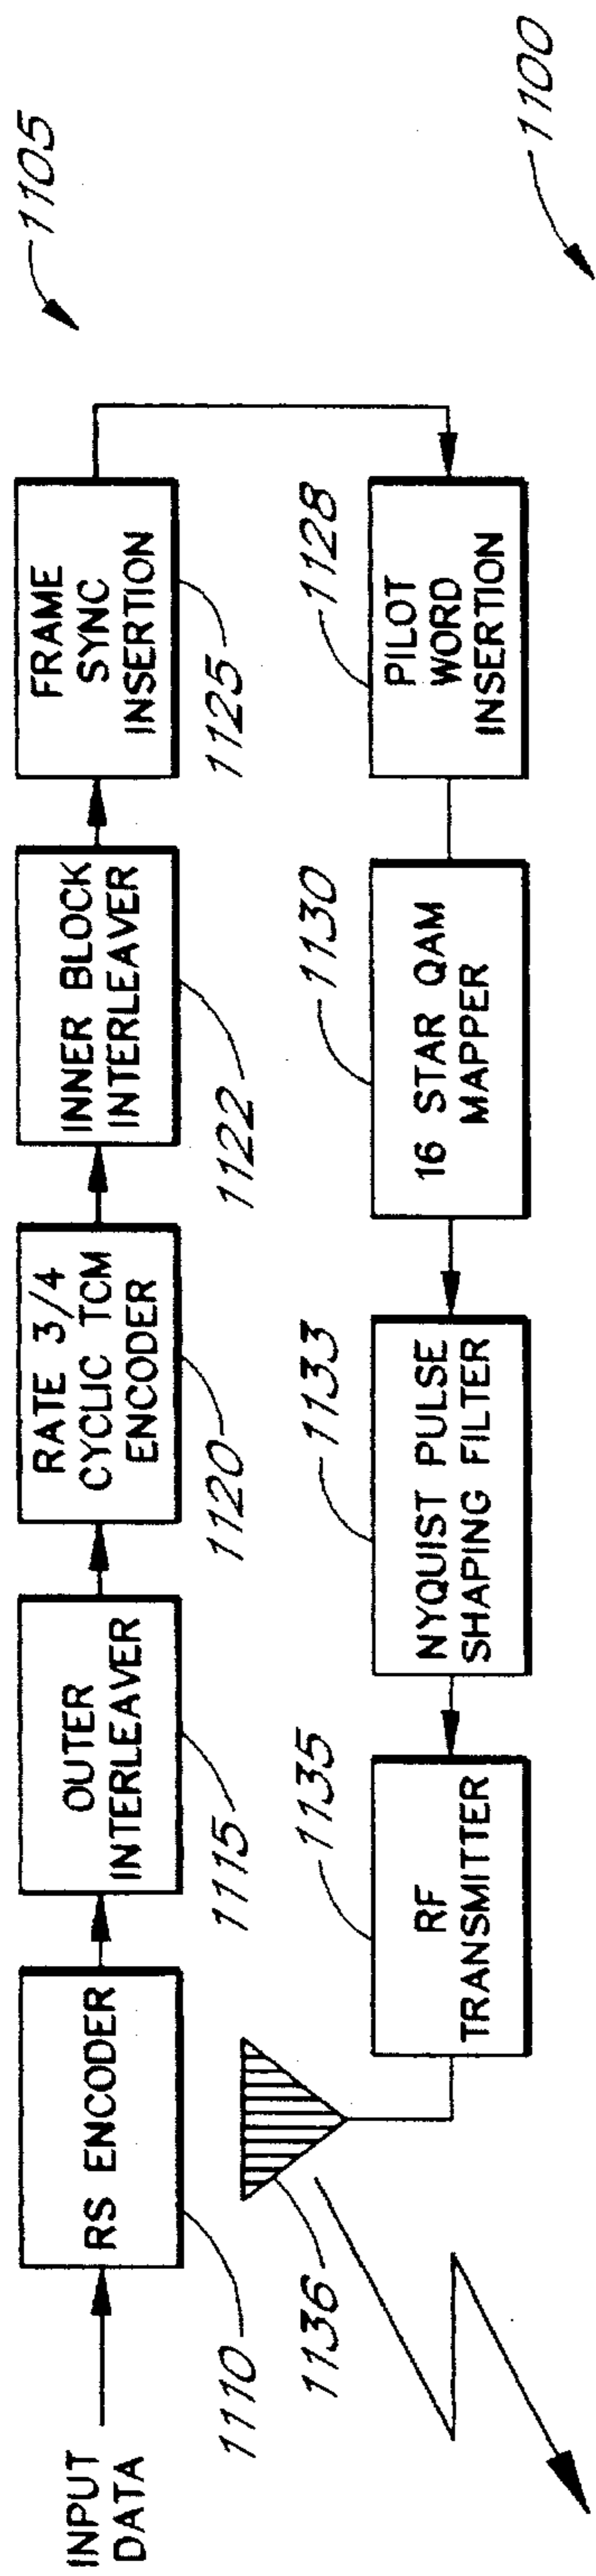 1105
1100
INPUT
DATA
RS ENCODER
1110
OUTER
INTERLEAVER
1115
RATE 3/4
CYCLIC TCM
ENCODER
1120
INNER BLOCK
INTERLEAVER
1122
FRAME
SYNC
INSERTION
1125
PILOT
WORD
INSERTION
1128
16 STAR QAM
MAPPER
1130
NYQUIST PULSE
SHAPING FILTER
1133
RF
TRANSMITTER
1135
1136